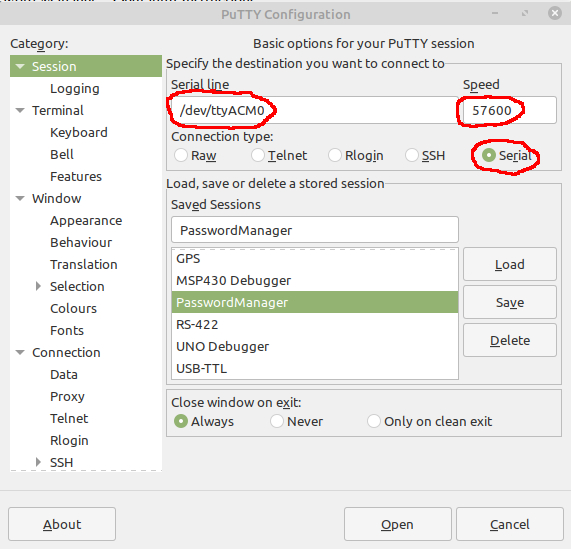 PuTTY Configuration
Category:
Basic options for your PuTTY session
Session
Logging
Terminal
Keyboard
Bell
Features
Window
Appearance
Behaviour
Translation
Selection
Colours
Fonts
Connection
Data
Proxy
Telnet
Rlogin
SSH
Specify the destination you want to connect to
Serial line Speed
/dev/ttyACM0 57600
Connection type:
Raw Telnet Rlogin SSH Serial
Load, save or delete a stored session
Saved Sessions
PasswordManager
GPS
MSP430 Debugger
PasswordManager
RS-422
UNO Debugger
USB-TTL
Load
Save
Delete
Close window on exit:
Always Never Only on clean exit
About Open Cancel